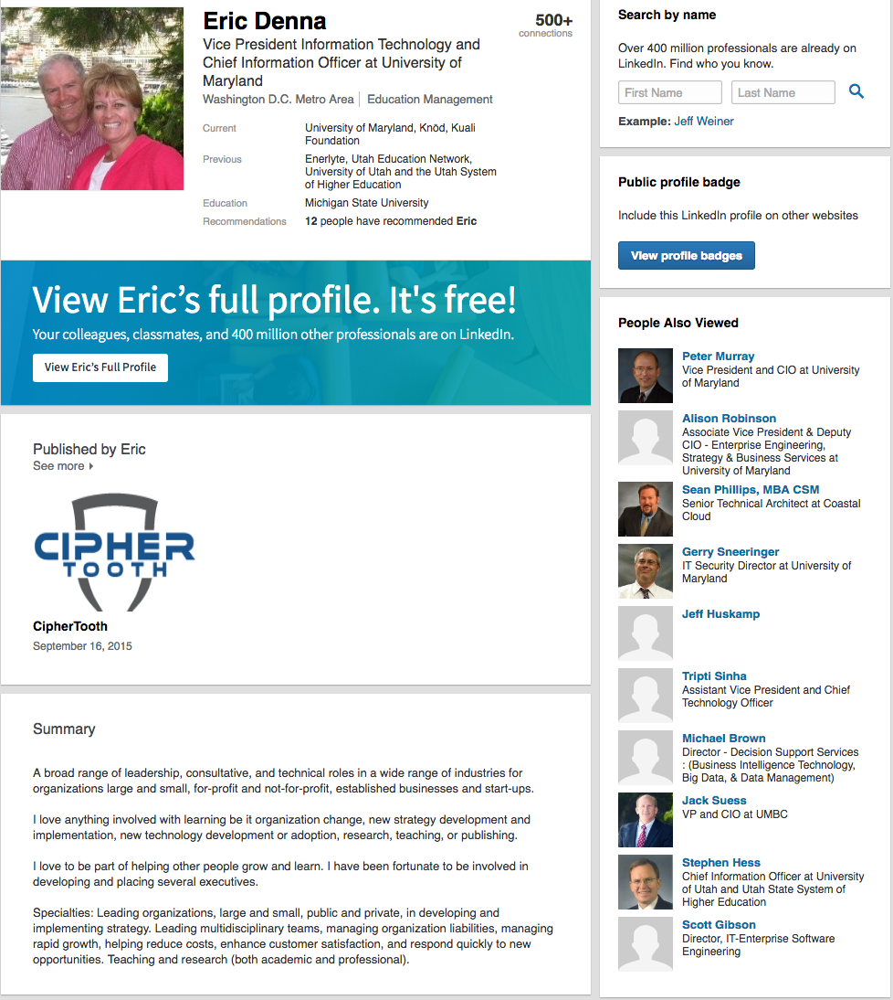 Eric Denna
500+
connections
Vice President Information Technology and
Chief Information Officer at University of
Maryland
Washington D.C. Metro Area
Education Management
Current
University of Maryland, Knōd, Kuali
Foundation
Previous
Enerlyte, Utah Education Network,
University of Utah and the Utah System
of Higher Education
Education
Michigan State University
Recommendations
12 people have recommended Eric
View Eric’s full profile. It's free!
Your colleagues, classmates, and 400 million other professionals are on LinkedIn.
View Eric’s Full Profile
Published by Eric
See more
CIPHER
TOOTH
CipherTooth
September 16, 2015
Summary
A broad range of leadership, consultative, and technical roles in a wide range of industries for
organizations large and small, for-profit and not-for-profit, established businesses and start-ups.
I love anything involved with learning be it organization change, new strategy development and
implementation, new technology development or adoption, research, teaching, or publishing.
I love to be part of helping other people grow and learn. I have been fortunate to be involved in
developing and placing several executives.
Specialties: Leading organizations, large and small, public and private, in developing and
implementing strategy. Leading multidisciplinary teams, managing organization liabilities, managing
rapid growth, helping reduce costs, enhance customer satisfaction, and respond quickly to new
opportunities. Teaching and research (both academic and professional).
Search by name
Over 400 million professionals are already on
LinkedIn. Find who you know.
First Name
Last Name
Example: Jeff Weiner
Public profile badge
Include this LinkedIn profile on other websites
View profile badges
People Also Viewed
Peter Murray
Vice President and CIO at University
of Maryland
Alison Robinson
Associate Vice President & Deputy
CIO - Enterprise Engineering,
Strategy & Business Services at
University of Maryland
Sean Phillips, MBA CSM
Senior Technical Architect at Coastal
Cloud
Gerry Sneeringer
IT Security Director at University of
Maryland
Jeff Huskamp
Tripti Sinha
Assistant Vice President and Chief
Technology Officer
Michael Brown
Director - Decision Support Services
: (Business Intelligence Technology,
Big Data, & Data Management)
Jack Suess
VP and CIO at UMBC
Stephen Hess
Chief Information Officer at University
of Utah and Utah State System of
Higher Education
Scott Gibson
Director, IT-Enterprise Software
Engineering